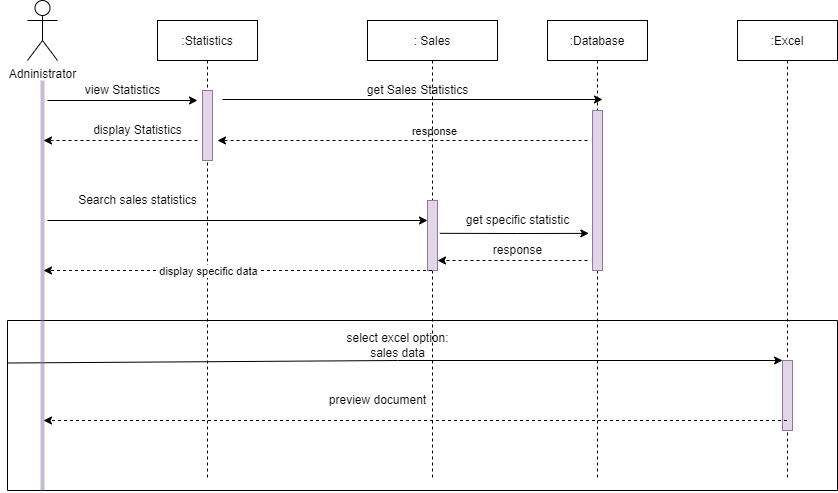 :Statistics
: Sales
:Database
:Excel
Adninistrator
view Statistics
get Sales Statistics
display Statistics
response
Search sales statistics
get specific statistic
response
display specific data
select excel option:
sales data
preview document